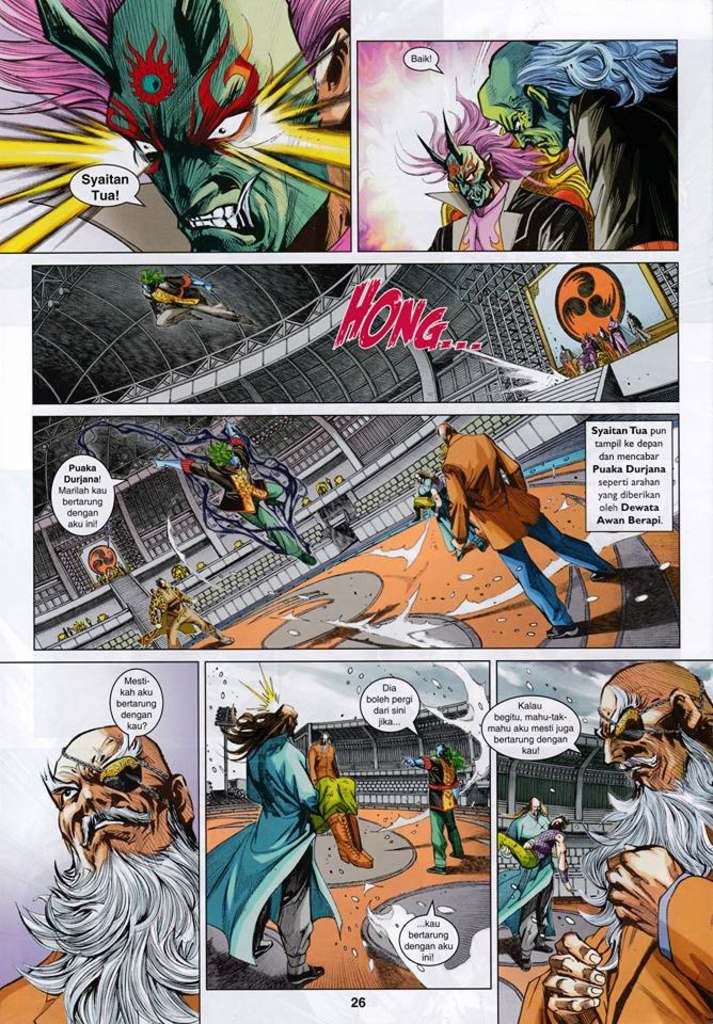 Syaitan
Tua!
Baik!
HONG...
Puaka
Durjana!
Marilah kau
bertarung
dengan
aku ini!
Syaitan Tua pun
tampil ke depan
dan mencabar
Puaka Durjana
seperti arahan
yang diberikan
oleh Dewata
Awan Berapi.
Mesti-
kah aku
bertarung
dengan
kau?
Dia
boleh pergi
dari sini
jika...
...kau
bertarung
dengan aku
ini!
Kalau
begitu, mahu-tak-
mahu aku mesti juga
bertarung dengan
kau!
26